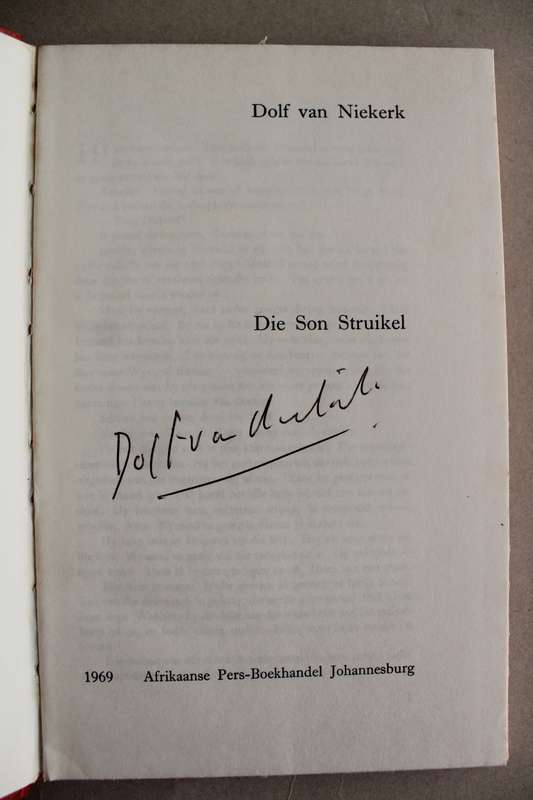 Dolf van Niekerk
Die Son Struikel
Dolf van Niekerk
1969 Afrikaanse Pers-Boekhandel Johannesburg